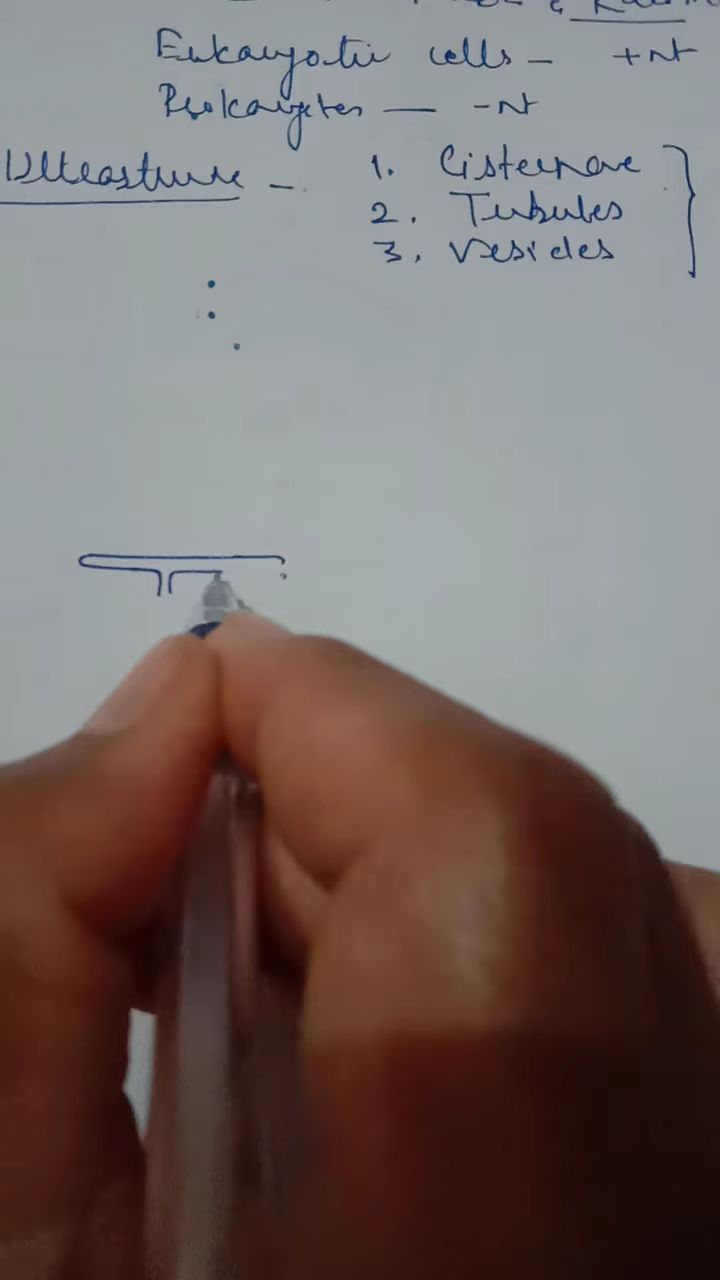 Eukaryotic cells – +nt
Prokaryotes — -nt
Ultrastructure – 1. Cisternae
2. Tubules
3. Vesicles